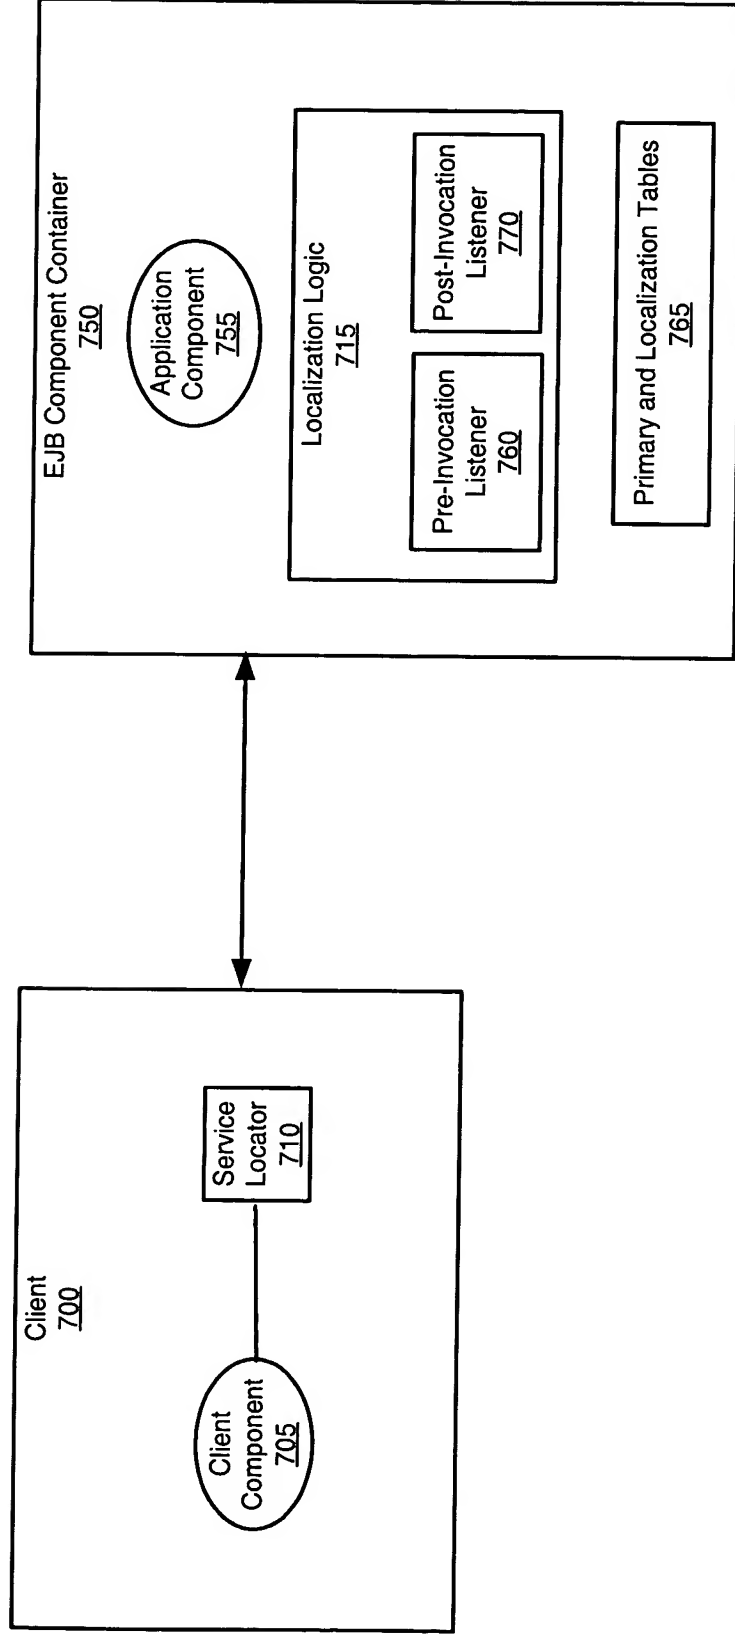 Client
700
Client
Component
705
Service
Locator
710
EJB Component Container
750
Application
Component
755
Localization Logic
715
Pre-Invocation
Listener
760
Post-Invocation
Listener
770
Primary and Localization Tables
765